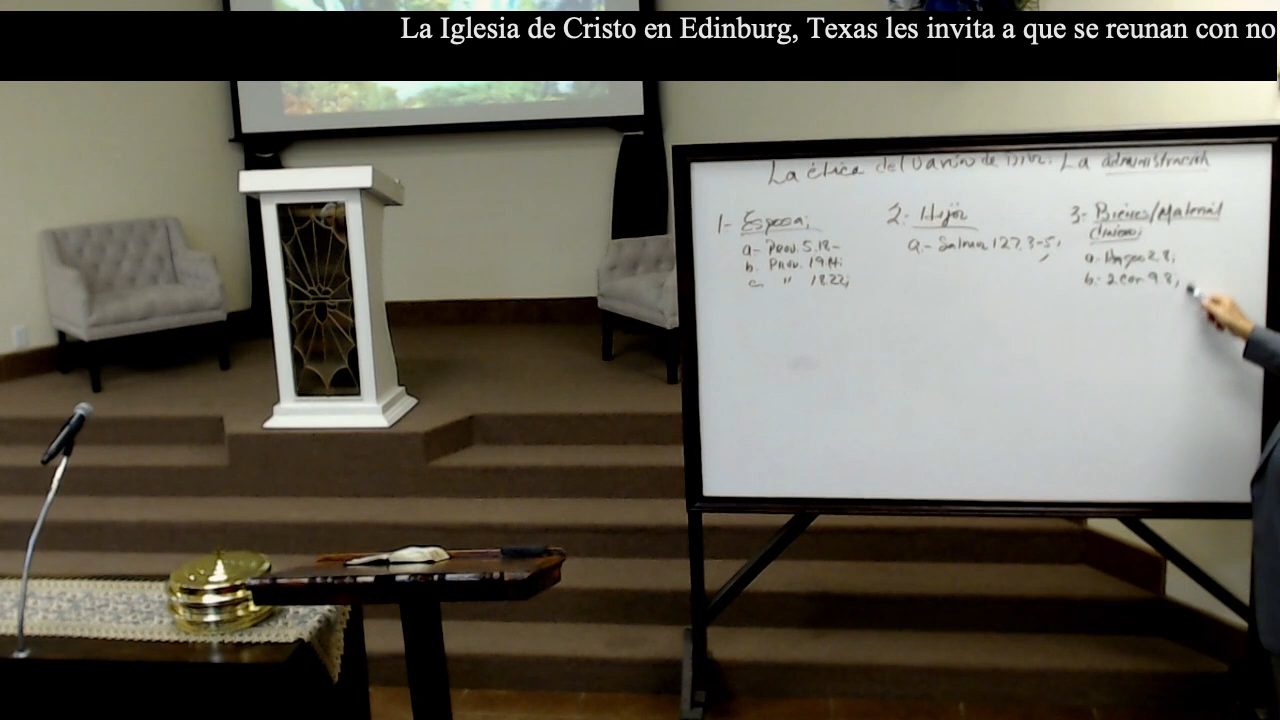 La Iglesia de Cristo en Edinburg, Texas les invita a que se reunan con no
La ética del Varón de Dios: La administración
1- Esposa;
a- Prov. 5.18-
b. Prov. 19.14:
c. " 18.22;
2- Hijos
a.- Salmos 127.3-5;
3- Bienes/Material
Dinero;
a. Hageo 2.8;
b- 2 Cor 9.8;